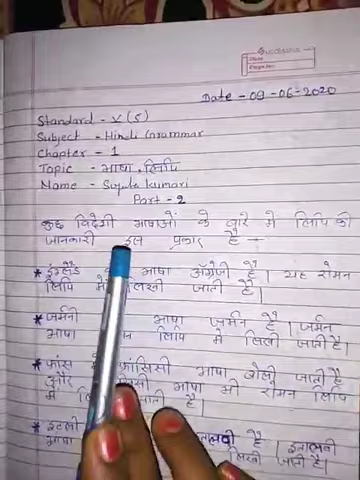 Date - 09-06-2020
Standard - V (5)
Subject - Hindi Grammar
Chapter - 1
Topic - भाषा, लिपि
Name - Sujata kumari
Part - 2
कुछ विदेशी भाषाओं के बारे में लिपि की
जानकारी इस प्रकार है -
* इंग्लैंड भाषा अंग्रेजी है। यह रोमन
लिपि में लिखी जाती है।
* जर्मनी भाषा जर्मन है। जर्मन
भाषा लिपि में लिखी जाती है।
* फ्रांस फ्रांसिसी भाषा बोली जाती है
और भाषा भी रोमन लिपि
में जाती है।
* इटली है। इतालवी
भाषा लिखी जाती है।